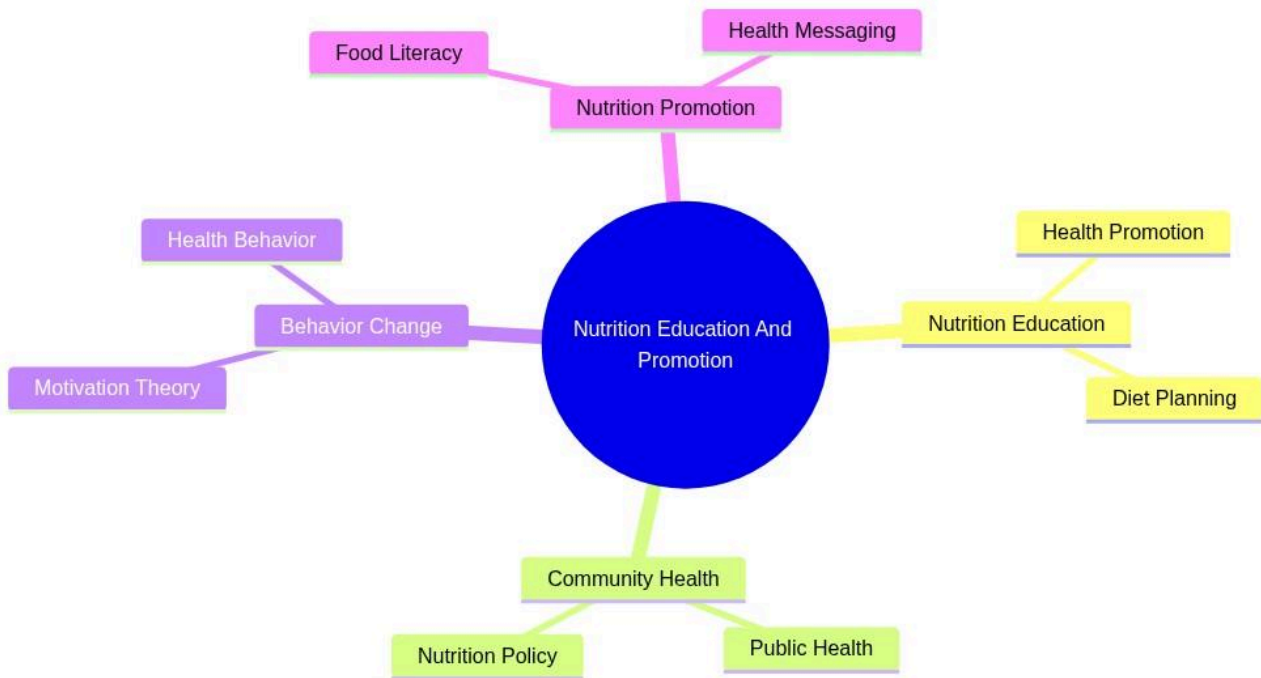 Health Messaging
Food Literacy
Nutrition Promotion
Health Behavior
Health Promotion
Behavior Change
Nutrition Education And
Promotion
Nutrition Education
Motivation Theory
Diet Planning
Community Health
Nutrition Policy
Public Health